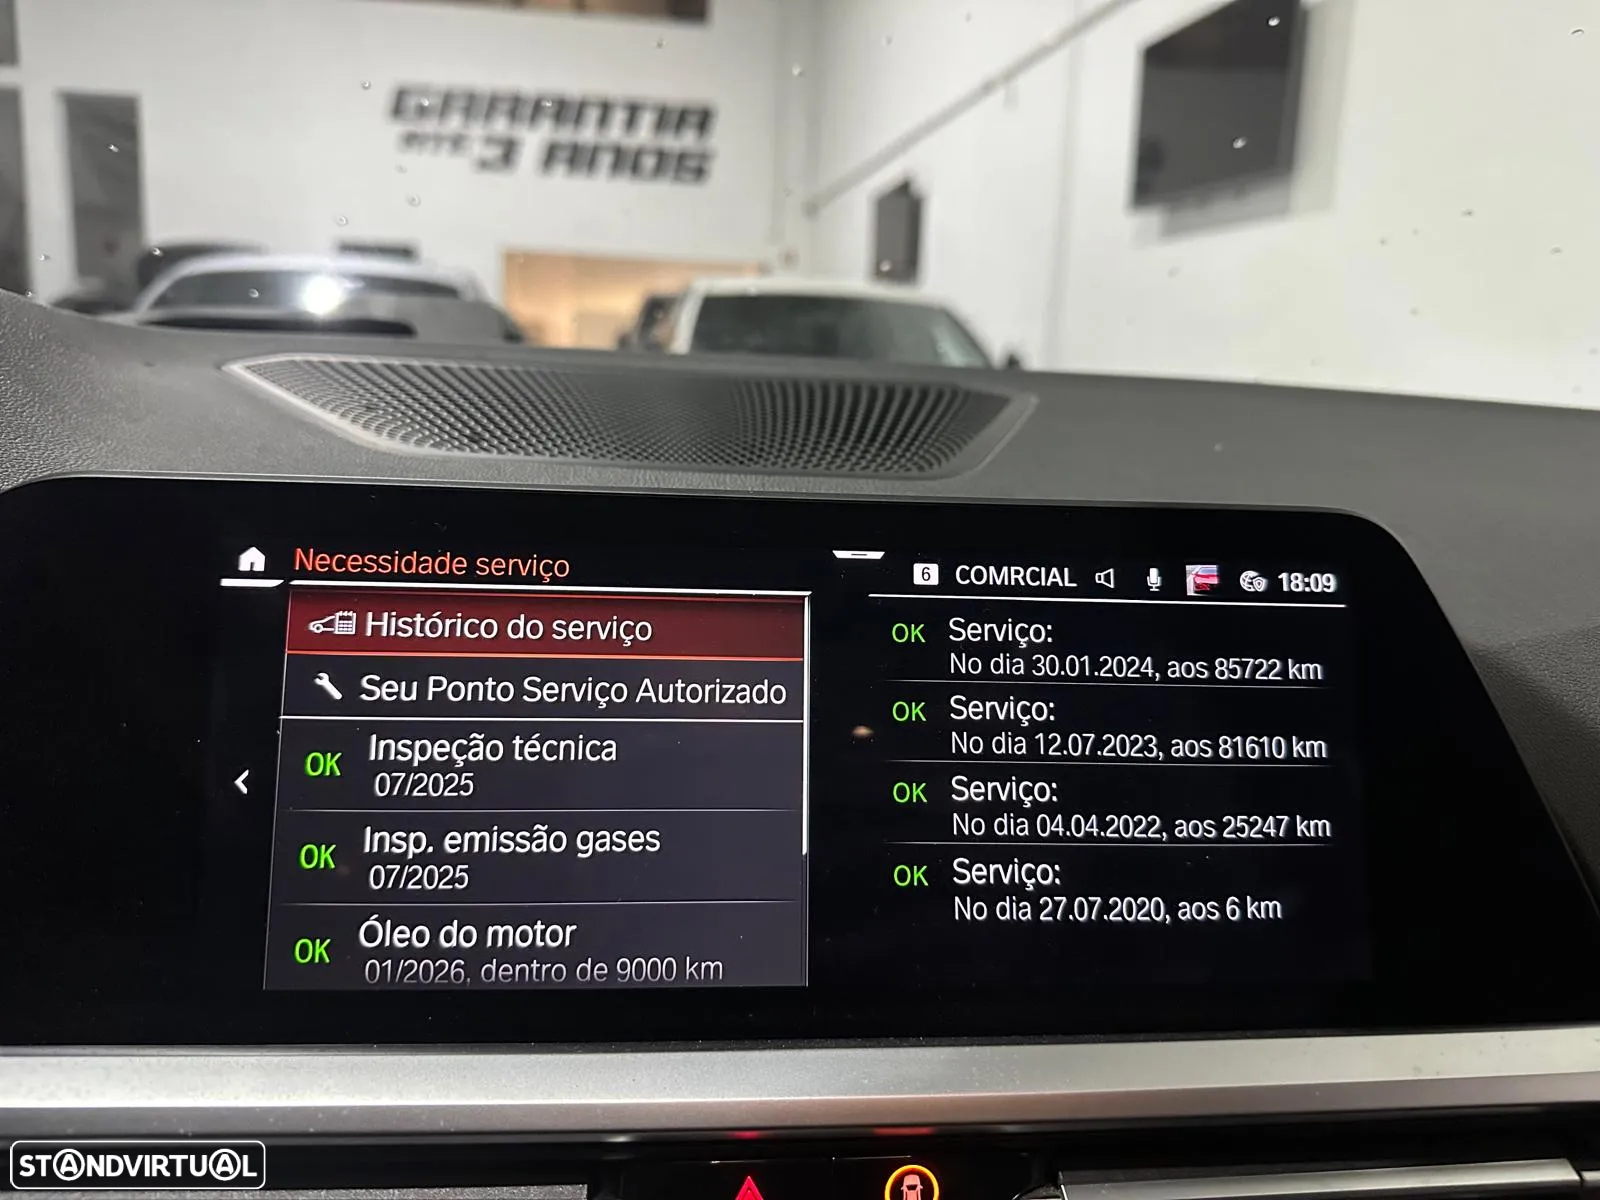 GARANTIA
ATÉ 3 ANOS
Necessidade serviço
Histórico do serviço
Seu Ponto Serviço Autorizado
OK Inspeção técnica
07/2025
OK Insp. emissão gases
07/2025
OK Óleo do motor
01/2026, dentro de 9000 km
6 COMRCIAL 18:09
OK Serviço:
No dia 30.01.2024, aos 85722 km
OK Serviço:
No dia 12.07.2023, aos 81610 km
OK Serviço:
No dia 04.04.2022, aos 25247 km
OK Serviço:
No dia 27.07.2020, aos 6 km
STANDVIRTUAL